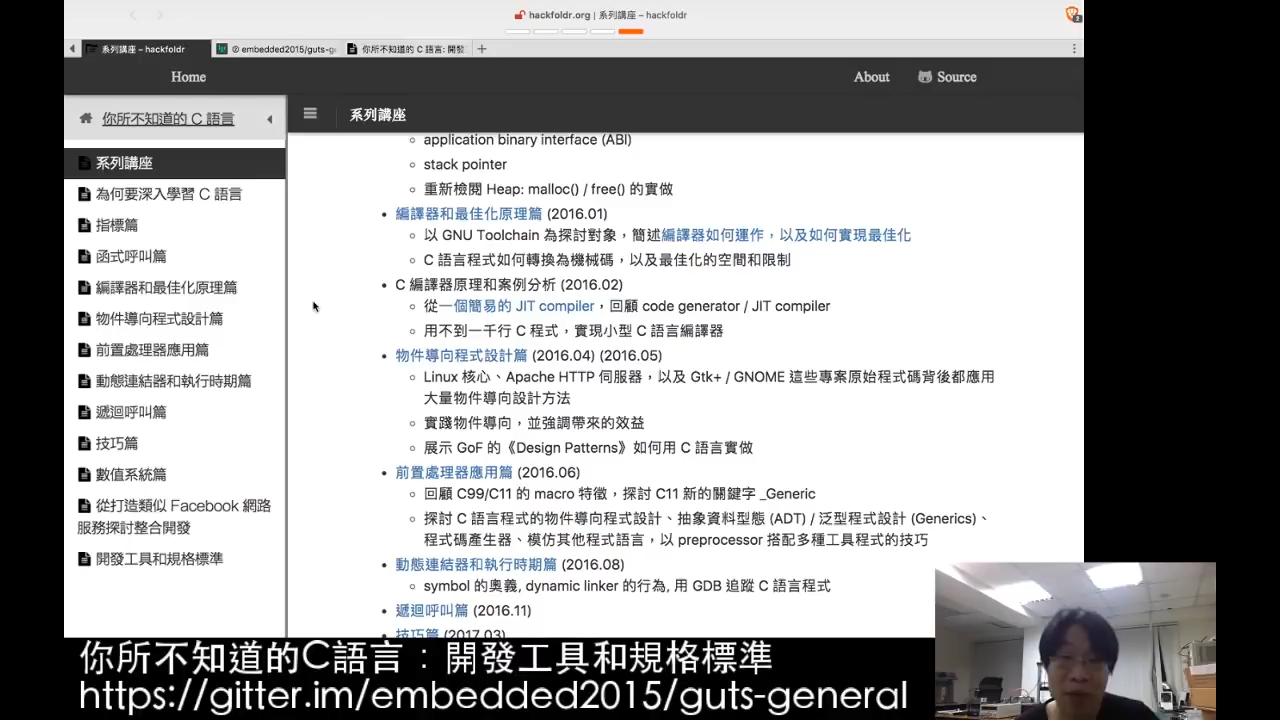 hackfoldr.org | 系列講座 – hackfoldr
2
系列講座 – hackfoldr
embedded2015/guts-g
你所不知道的 C 語言: 開發
Home
About
Source
你所不知道的 C 語言
系列講座
系列講座
為何要深入學習 C 語言
指標篇
函式呼叫篇
編譯器和最佳化原理篇
物件導向程式設計篇
前置處理器應用篇
動態連結器和執行時期篇
遞迴呼叫篇
技巧篇
數值系統篇
從打造類似 Facebook 網路
服務探討整合開發
開發工具和規格標準
application binary interface (ABI)
stack pointer
重新檢閱 Heap: malloc() / free() 的實做
編譯器和最佳化原理篇 (2016.01)
以 GNU Toolchain 為探討對象，簡述編譯器如何運作，以及如何實現最佳化
C 語言程式如何轉換為機械碼，以及最佳化的空間和限制
C 編譯器原理和案例分析 (2016.02)
從一個簡易的 JIT compiler，回顧 code generator / JIT compiler
用不到一千行 C 程式，實現小型 C 語言編譯器
物件導向程式設計篇 (2016.04) (2016.05)
Linux 核心、Apache HTTP 伺服器，以及 Gtk+ / GNOME 這些專案原始程式碼背後都應用
大量物件導向設計方法
實踐物件導向，並強調帶來的效益
展示 GoF 的《Design Patterns》如何用 C 語言實做
前置處理器應用篇 (2016.06)
回顧 C99/C11 的 macro 特徵，探討 C11 新的關鍵字 _Generic
探討 C 語言程式的物件導向程式設計、抽象資料型態 (ADT) / 泛型程式設計 (Generics)、
程式碼產生器、模仿其他程式語言，以 preprocessor 搭配多種工具程式的技巧
動態連結器和執行時期篇 (2016.08)
symbol 的奧義, dynamic linker 的行為, 用 GDB 追蹤 C 語言程式
遞迴呼叫篇 (2016.11)
技巧篇 (2017.03)
你所不知道的C語言：開發工具和規格標準
https://gitter.im/embedded2015/guts-general